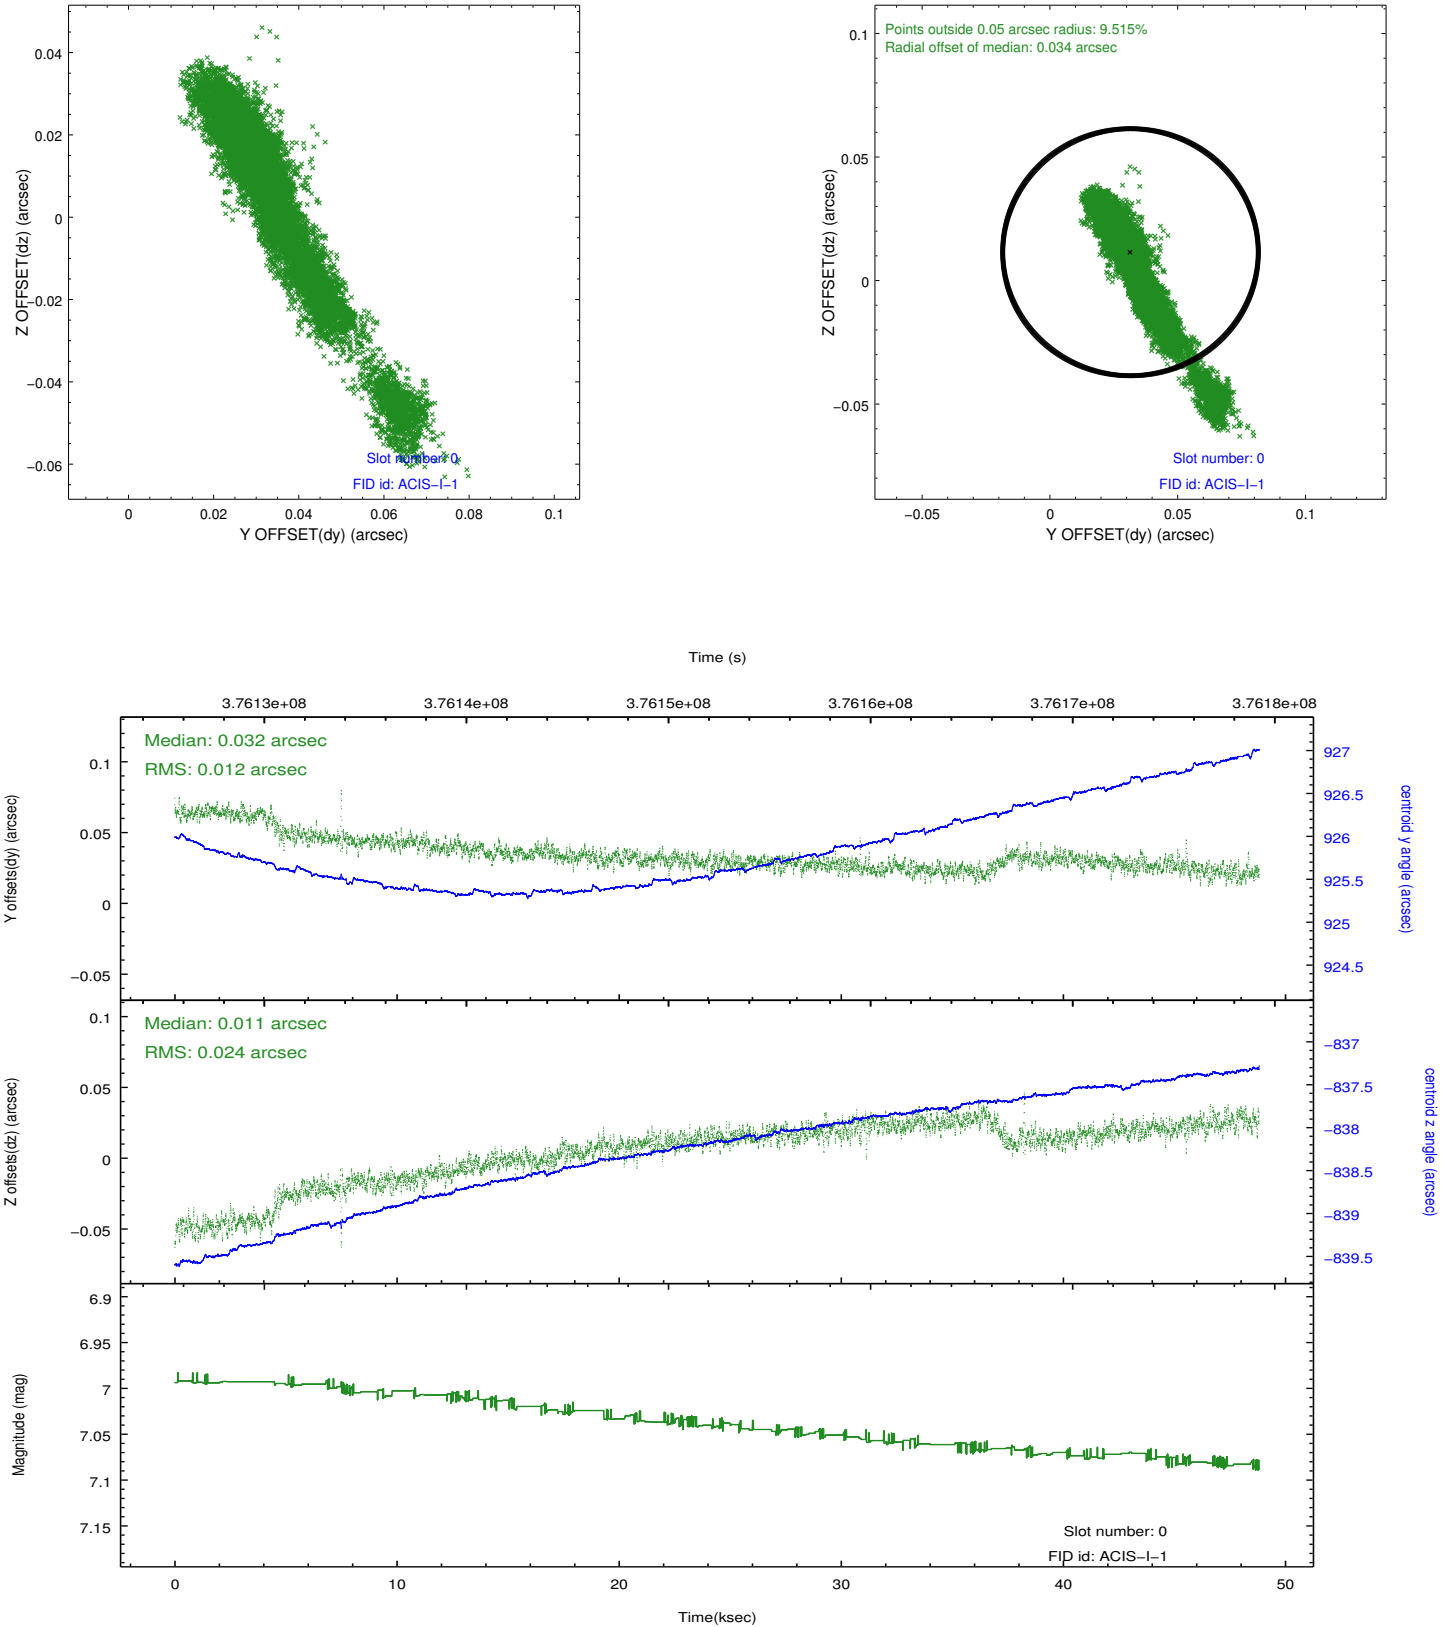 0.04
0.02
0
−0.02
−0.04
−0.06
Z OFFSET(dz) (arcsec)
Slot number: 0
FID id: ACIS−I−1
0
0.02
0.04
0.06
0.08
0.1
Y OFFSET(dy) (arcsec)
Points outside 0.05 arcsec radius: 9.515%
Radial offset of median: 0.034 arcsec
0.1
0.05
0
−0.05
Z OFFSET(dz) (arcsec)
Slot number: 0
FID id: ACIS−I−1
−0.05
0
0.05
0.1
Y OFFSET(dy) (arcsec)
Time (s)
3.7613e+08
3.7614e+08
3.7615e+08
3.7616e+08
3.7617e+08
3.7618e+08
Median: 0.032 arcsec
RMS: 0.012 arcsec
0.1
0.05
0
−0.05
Y offsets(dy) (arcsec)
927
926.5
926
925.5
925
924.5
centroid y angle (arcsec)
Median: 0.011 arcsec
RMS: 0.024 arcsec
0.1
0.05
0
−0.05
Z offsets(dz) (arcsec)
−837
−837.5
−838
−838.5
−839
−839.5
centroid z angle (arcsec)
6.9
6.95
7
7.05
7.1
7.15
Magnitude (mag)
Slot number: 0
FID id: ACIS−I−1
0
10
20
30
40
50
Time(ksec)